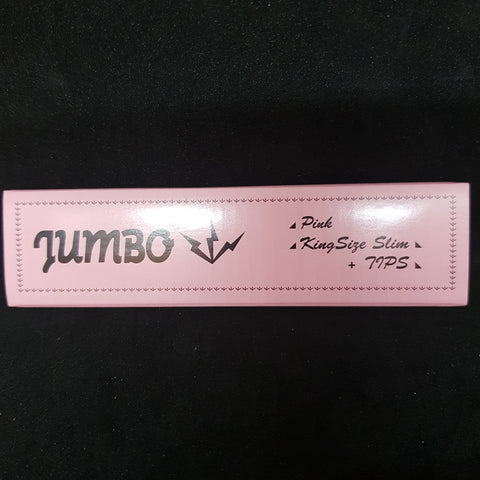 JUMBO
Pink
KingSize Slim
+ TIPS